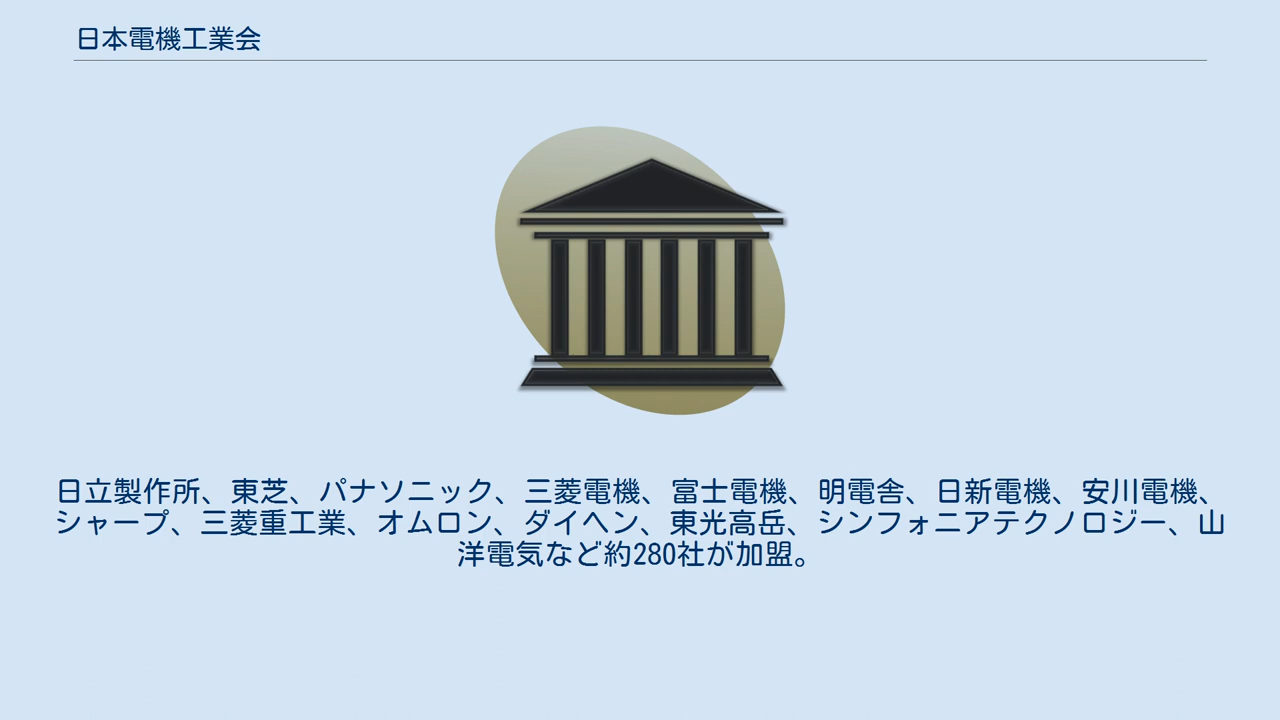 日本電機工業会
日立製作所、東芝、パナソニック、三菱電機、富士電機、明電舎、日新電機、安川電機、
シャープ、三菱重工業、オムロン、ダイヘン、東光高岳、シンフォニアテクノロジー、山
洋電気など約280社が加盟。